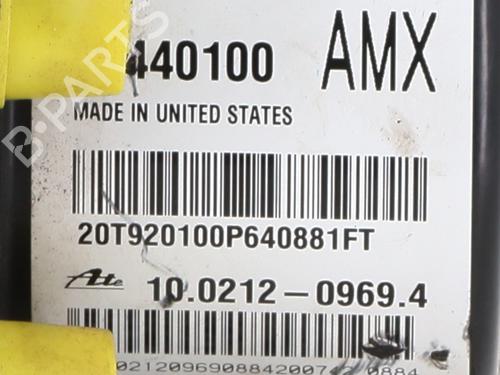 440100 AMX
MADE IN UNITED STATES
20T920100P640881FT
Ate 10.0212-0969.4
B-PARTS